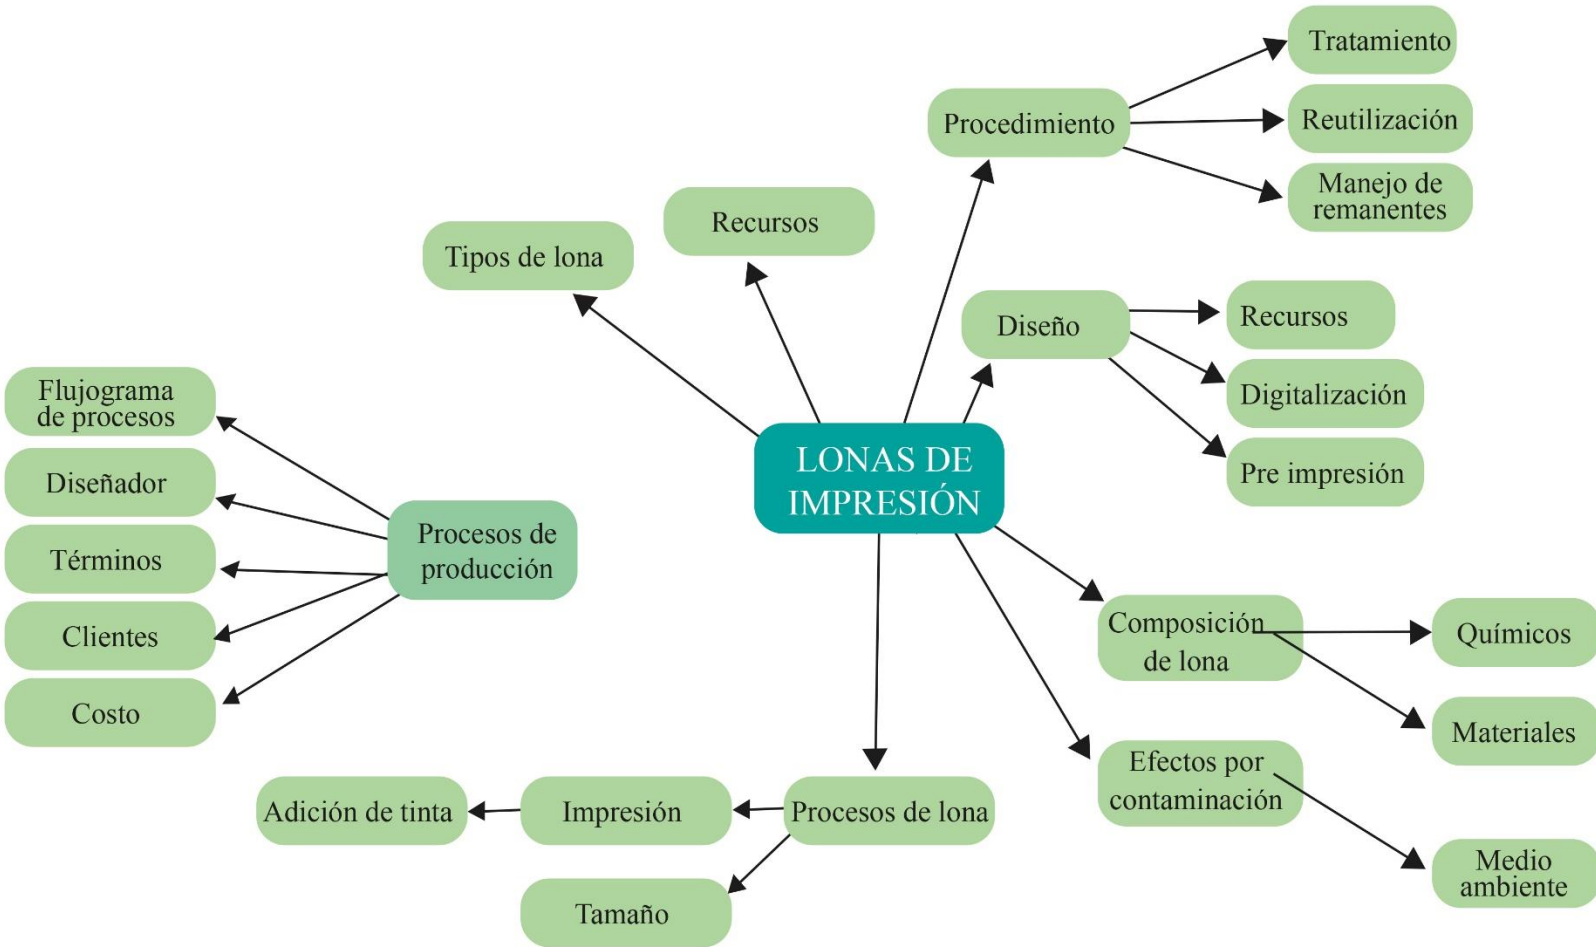 LONAS DE
IMPRESIÓN
Procedimiento
Tratamiento
Reutilización
Manejo de
remanentes
Recursos
Tipos de lona
Diseño
Recursos
Digitalización
Pre impresión
Flujograma
de procesos
Diseñador
Términos
Clientes
Costo
Procesos de
producción
Composición
de lona
Químicos
Materiales
Efectos por
contaminación
Medio
ambiente
Procesos de lona
Impresión
Adición de tinta
Tamaño